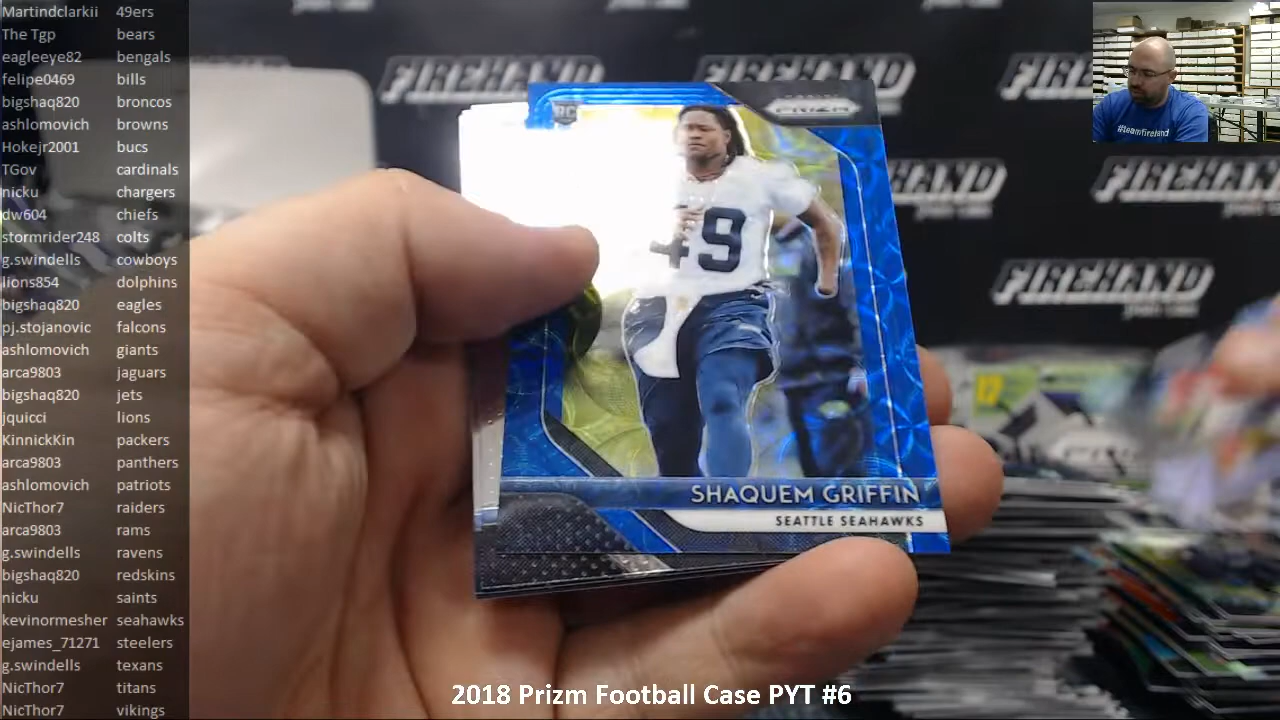 Martindclarkii 49ers
The Tgp bears
eagleeye82 bengals
felipe0469 bills
bigshaq820 broncos
ashlomovich browns
Hokejr2001 bucs
TGov cardinals
nicku chargers
dw604 chiefs
stormrider248 colts
g.swindells cowboys
lions854 dolphins
bigshaq820 eagles
pj.stojanovic falcons
ashlomovich giants
arca9803 jaguars
bigshaq820 jets
jquicci lions
KinnickKin packers
arca9803 panthers
ashlomovich patriots
NicThor7 raiders
arca9803 rams
g.swindells ravens
bigshaq820 redskins
nicku saints
kevinormesher seahawks
ejames_71271 steelers
g.swindells texans
NicThor7 titans
NicThor7 vikings
FIREHAND
FIREHAND
FIREHAND
FIREHAND
FIREHAND
#teamfirehand
RC
PRIZM
49
SHAQUEM GRIFFIN
SEATTLE SEAHAWKS
2018 Prizm Football Case PYT #6